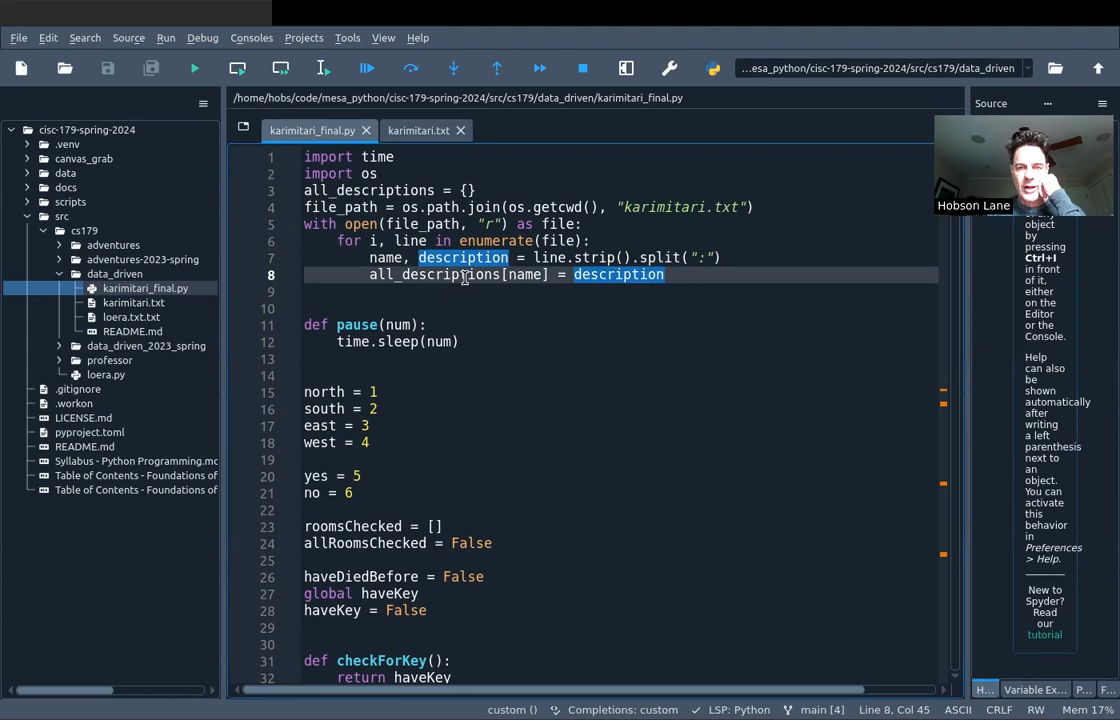 File Edit Search Source Run Debug Consoles Projects Tools View Help
...esa_python/cisc-179-spring-2024/src/cs179/data_driven
/home/hobs/code/mesa_python/cisc-179-spring-2024/src/cs179/data_driven/karimitari_final.py
Source ...
karimitari_final.py karimitari.txt
cisc-179-spring-2024
.venv
canvas_grab
data
docs
scripts
src
cs179
adventures
adventures-2023-spring
data_driven
karimitari_final.py
karimitari.txt
loera.txt.txt
README.md
data_driven_2023_spring
professor
loera.py
.gitignore
.workon
LICENSE.md
pyproject.toml
README.md
Syllabus - Python Programming.mc
Table of Contents - Foundations of
Table of Contents - Foundations of
1 import time
2 import os
3 all_descriptions = {}
4 file_path = os.path.join(os.getcwd(), "karimitari.txt")
5 with open(file_path, "r") as file:
6 for i, line in enumerate(file):
7 name, description = line.strip().split(":")
8 all_descriptions[name] = description
9
10
11 def pause(num):
12 time.sleep(num)
13
14
15 north = 1
16 south = 2
17 east = 3
18 west = 4
19
20 yes = 5
21 no = 6
22
23 roomsChecked = []
24 allRoomsChecked = False
25
26 haveDiedBefore = False
27 global haveKey
28 haveKey = False
29
30
31 def checkForKey():
32 return haveKey
Hobson Lane
of any
object
by
pressing
Ctrl+I
in front
of it,
either
on the
Editor
or the
Console.
Help
can also
be
shown
automatically
after
writing
a left
parenthesis
next to
an
object.
You can
activate
this
behavior
in
Preferences
> Help.
New to
Spyder?
Read
our
tutorial
H... Variable Ex... P... F...
custom () Completions: custom LSP: Python main [4] Line 8, Col 45 ASCII CRLF RW Mem 17%